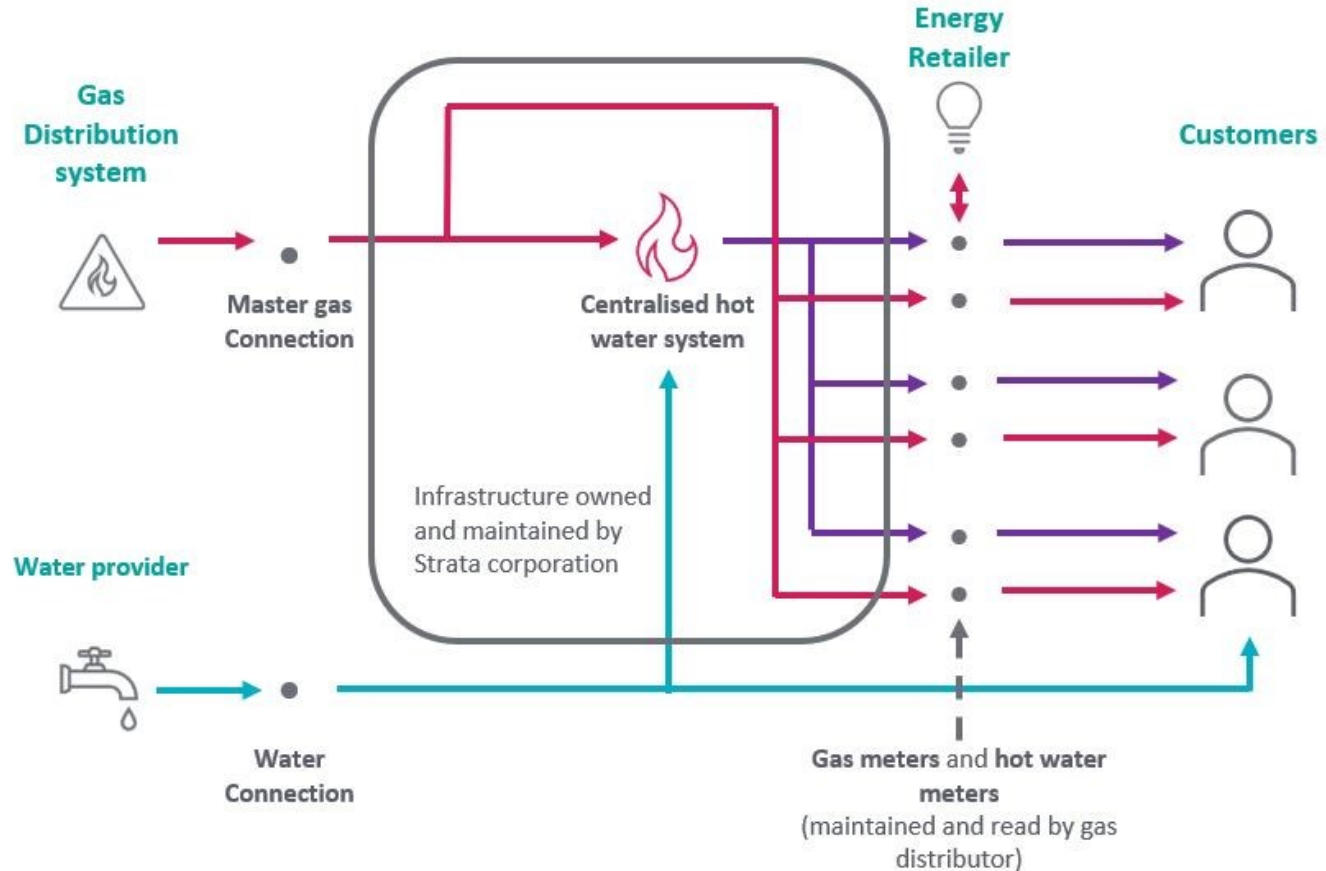 Energy
Retailer
Gas
Distribution
system
Customers
Master gas
Connection
Centralised hot
water system
Infrastructure owned
and maintained by
Strata corporation
Water provider
Water
Connection
Gas meters and hot water
meters
(maintained and read by gas
distributor)